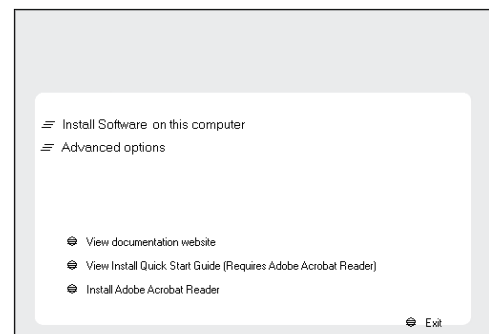 Install Software on this computer
Advanced options
View documentation website
View Install Quick Start Guide (Requires Adobe Acrobat Reader)
Install Adobe Acrobat Reader
Exit